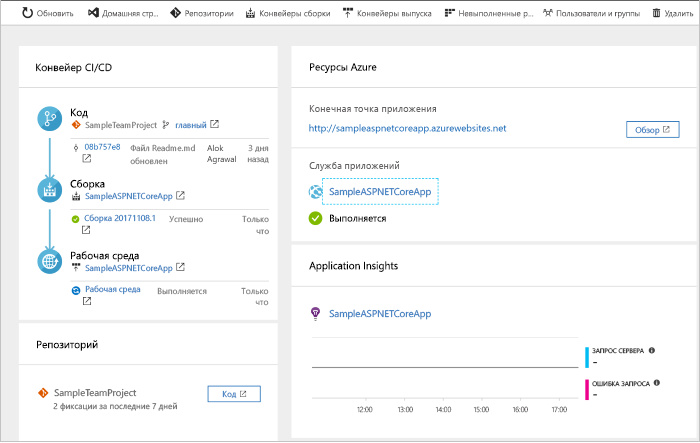 Обновить Домашняя стр... Репозитории Конвейеры сборки Конвейеры выпуска Невыполненные р... Пользователи и группы Удалить
Конвейер CI/CD
Код
SampleTeamProject главный
08b757e8 Файл Readme.md обновлен Alok Agrawal 3 дня назад
Сборка
SampleASPNETCoreApp
Сборка 20171108.1 Успешно Только что
Рабочая среда
SampleASPNETCoreApp
Рабочая среда Выполняется Только что
Репозиторий
SampleTeamProject Код
2 фиксации за последние 7 дней
Ресурсы Azure
Конечная точка приложения
http://sampleaspnetcoreapp.azurewebsites.net Обзор
Служба приложений
SampleASPNETCoreApp
Выполняется
Application Insights
SampleASPNETCoreApp
ЗАПРОС СЕРВЕРА
--
ОШИБКА ЗАПРОСА
--
12:00 13:00 14:00 15:00 16:00 17:00